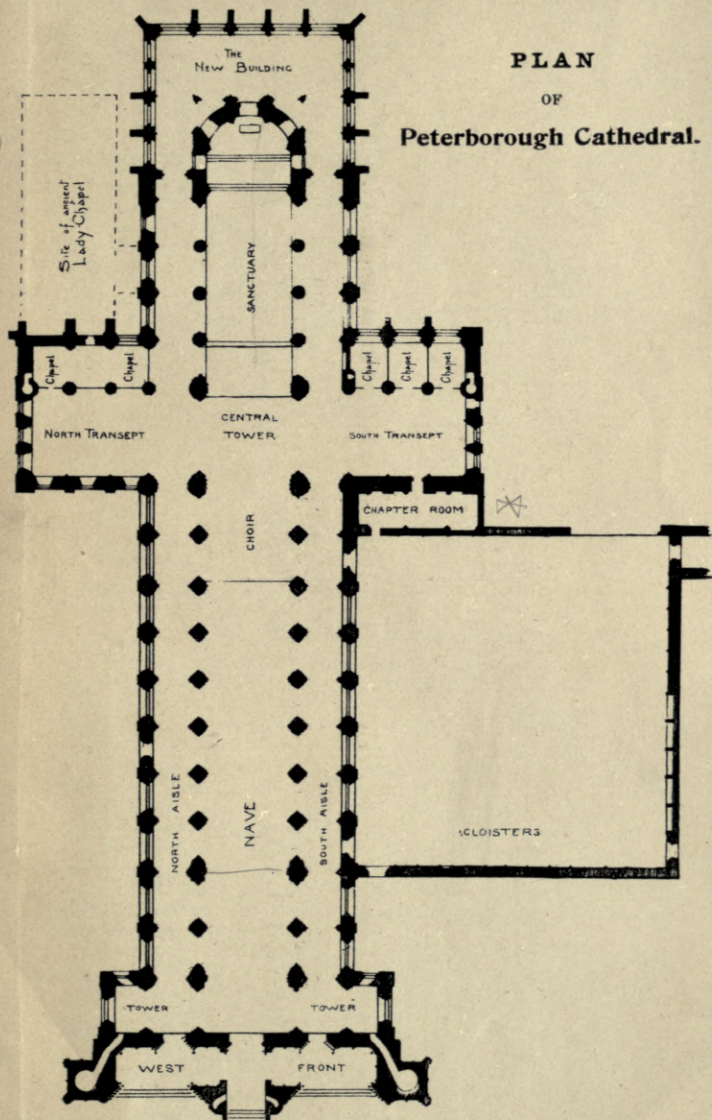 PLAN
OF
Peterborough Cathedral.
THE
NEW BUILDING
Site of ancient
Lady Chapel
SANCTUARY
Chapel
Chapel
Chapel
Chapel
Chapel
NORTH TRANSEPT
CENTRAL
TOWER
SOUTH TRANSEPT
CHAPTER ROOM
CHOIR
NORTH AISLE
NAVE
SOUTH AISLE
CLOISTERS
TOWER
TOWER
WEST
FRONT